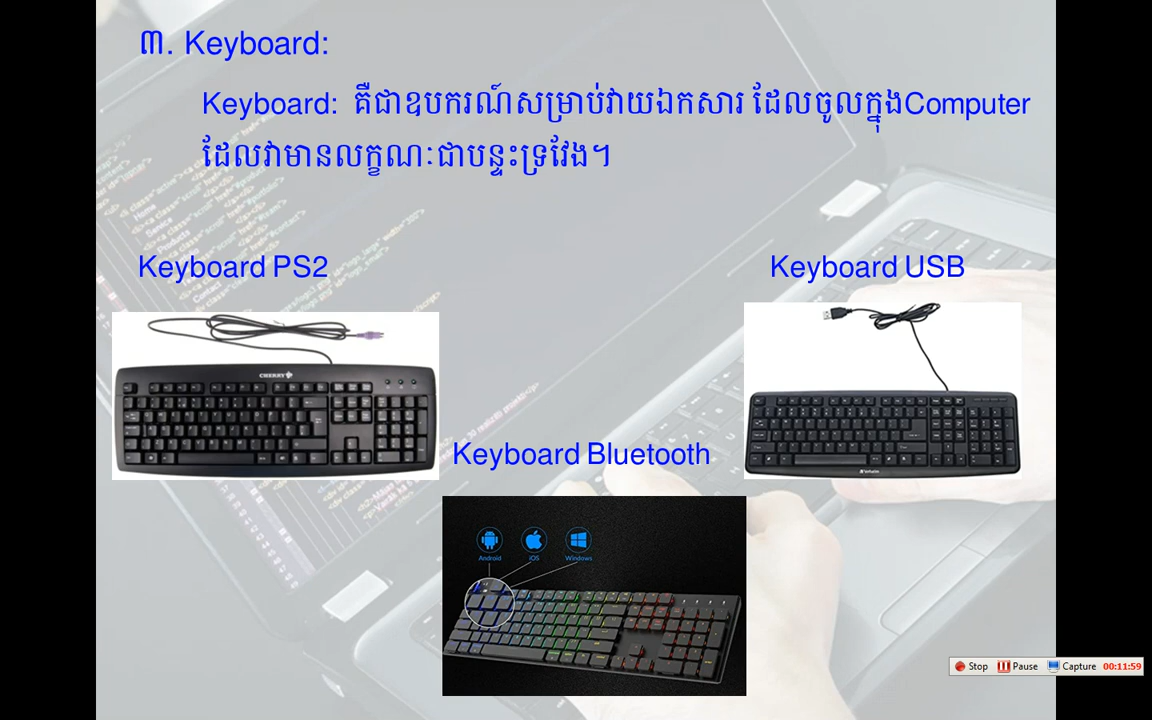 ៣. Keyboard:
Keyboard: គឺជាឧបករណ៍សម្រាប់វាយឯកសារ ដែលចូលក្នុងComputer
ដែលវាមានលក្ខណៈជាបន្ទះទ្រវែង។
Keyboard PS2
Keyboard USB
CHERRY
Keyboard Bluetooth
Android
iOS
Windows
Stop Pause Capture 00:11:59